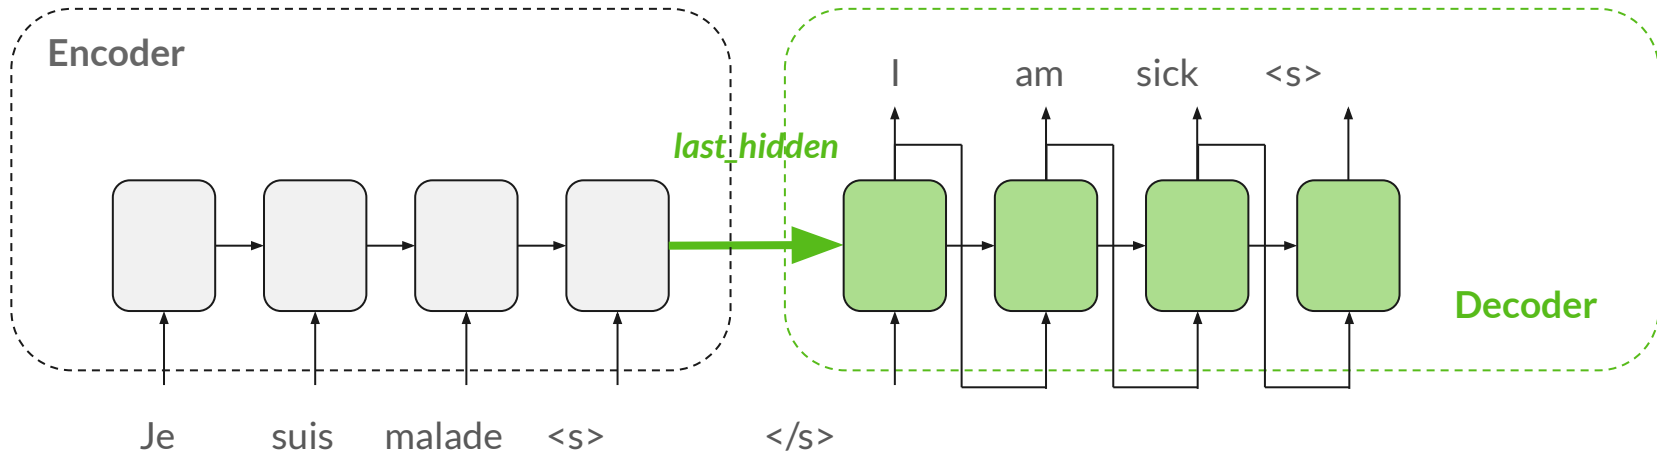 Encoder
I am sick <s>
last_hidden
Decoder
Je suis malade <s> </s>